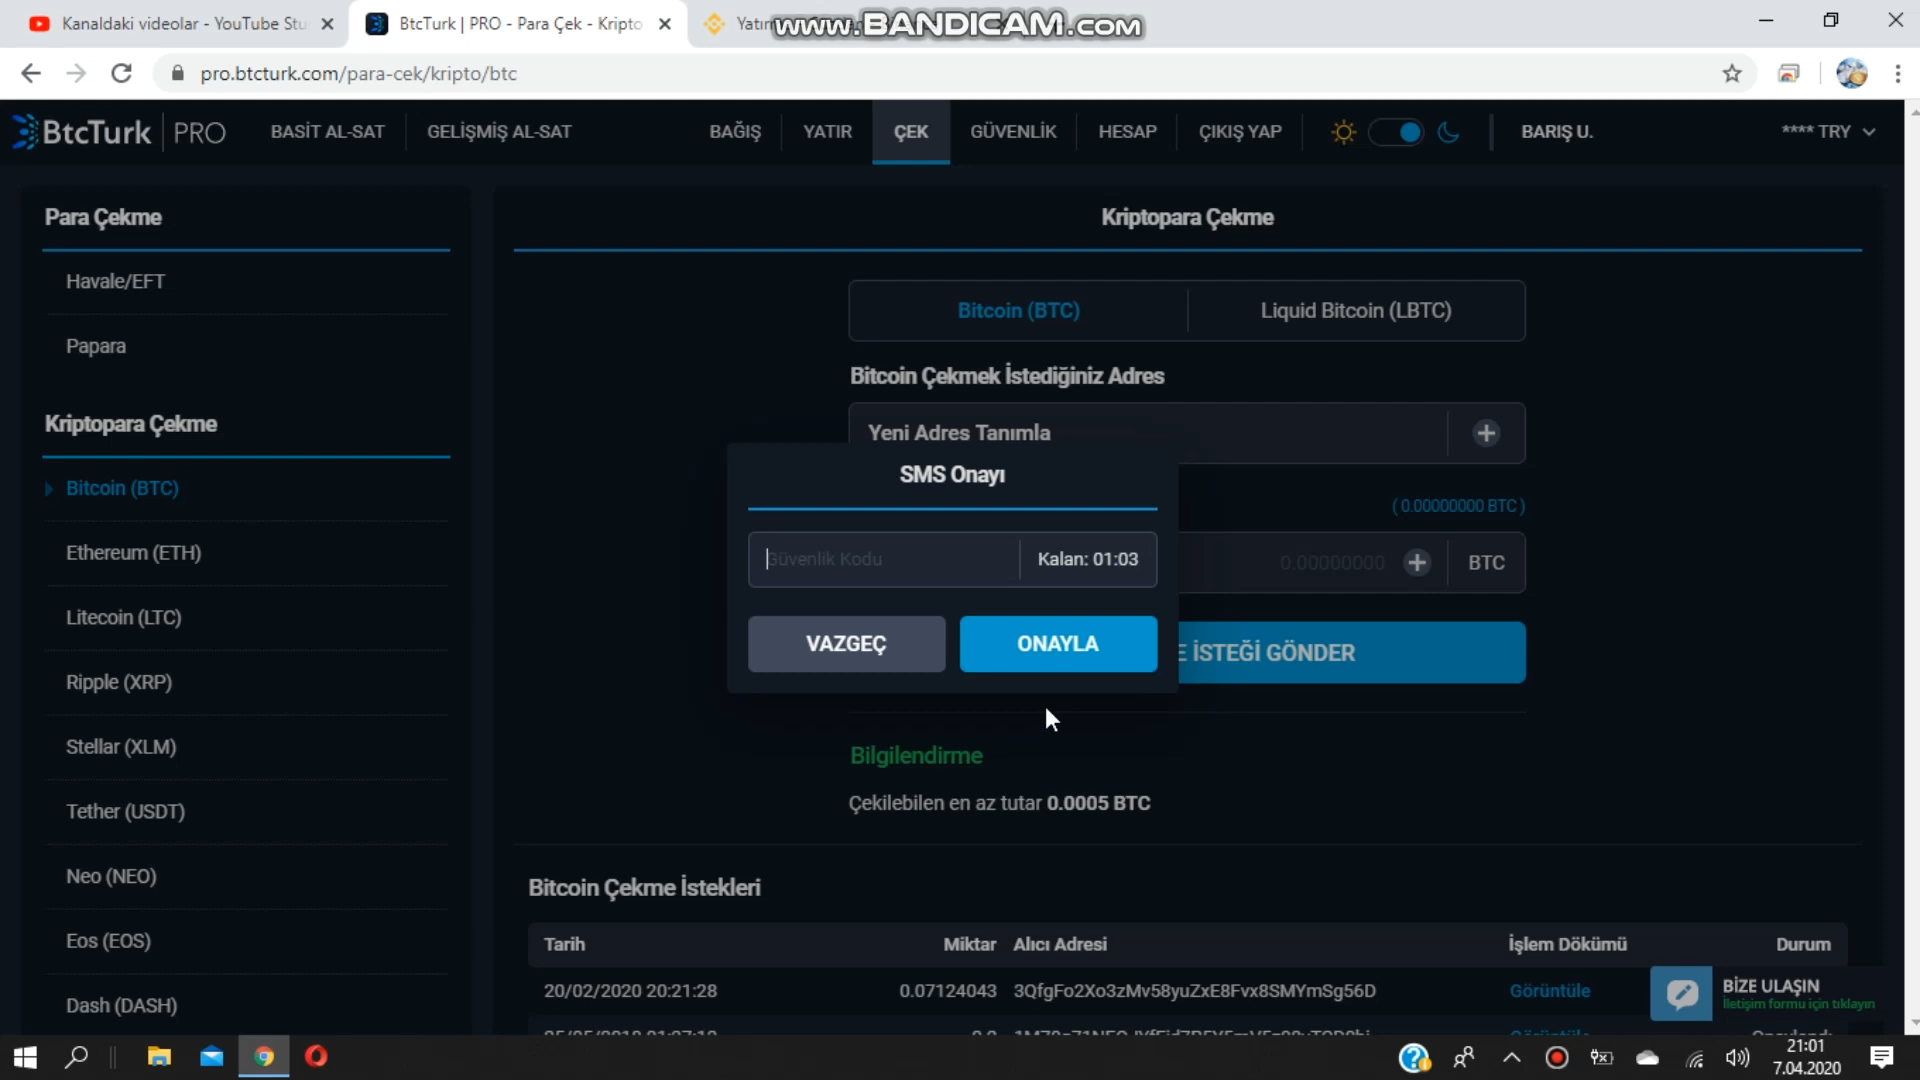 Kanaldaki videolar - YouTube Stu
BtcTurk | PRO - Para Çek - Kripto
Yatırı
www.BANDICAM.com
pro.btcturk.com/para-cek/kripto/btc
BtcTurk PRO
BASİT AL-SAT
GELİŞMİŞ AL-SAT
BAĞIŞ
YATIR
ÇEK
GÜVENLİK
HESAP
ÇIKIŞ YAP
BARIŞ U.
**** TRY
Para Çekme
Havale/EFT
Papara
Kriptopara Çekme
Bitcoin (BTC)
Ethereum (ETH)
Litecoin (LTC)
Ripple (XRP)
Stellar (XLM)
Tether (USDT)
Neo (NEO)
Eos (EOS)
Dash (DASH)
Kriptopara Çekme
Bitcoin (BTC)
Liquid Bitcoin (LBTC)
Bitcoin Çekmek İstediğiniz Adres
Yeni Adres Tanımla
( 0.00000000 BTC )
0.00000000
BTC
SMS Onayı
Güvenlik Kodu
Kalan: 01:03
VAZGEÇ
ONAYLA
E İSTEĞİ GÖNDER
Bilgilendirme
Çekilebilen en az tutar 0.0005 BTC
Bitcoin Çekme İstekleri
Tarih Miktar Alıcı Adresi İşlem Dökümü Durum
20/02/2020 20:21:28 0.07124043 3QfgFo2Xo3zMv58yuZxE8Fvx8SMYmSg56D Görüntüle
BİZE ULAŞIN
İletişim formu için tıklayın
21:01
7.04.2020